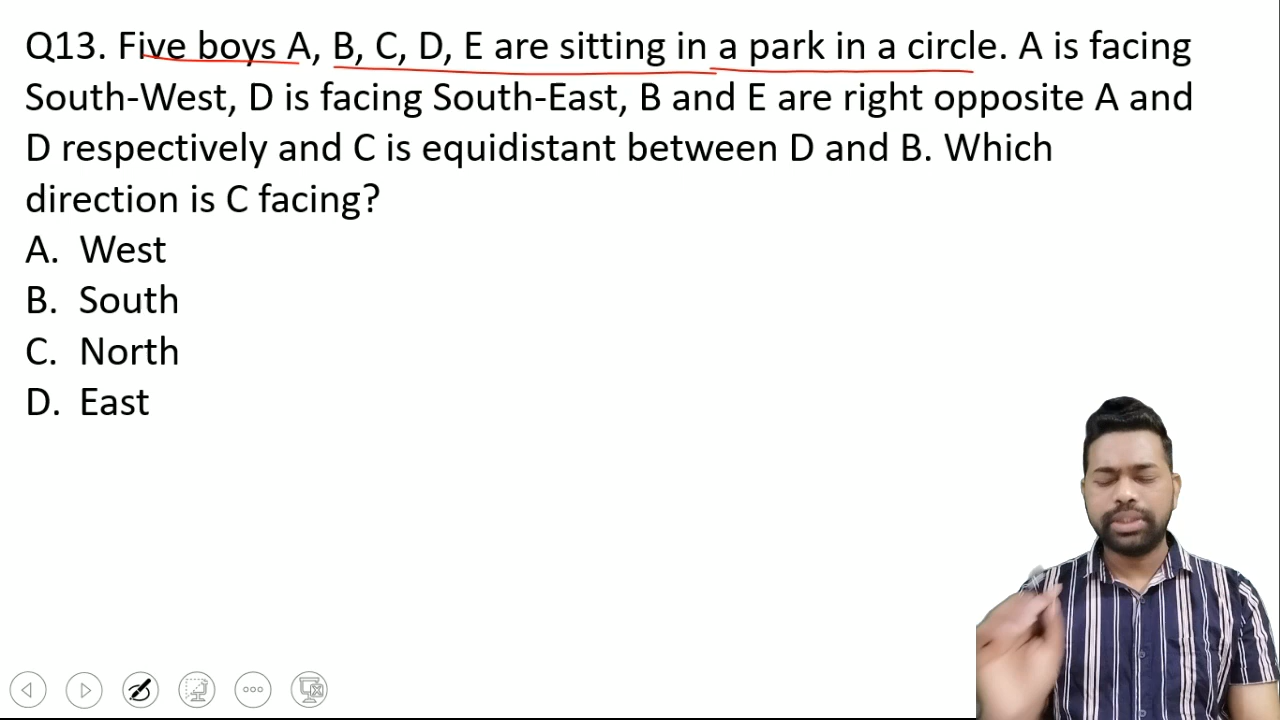 Q13. Five boys A, B, C, D, E are sitting in a park in a circle. A is facing
South-West, D is facing South-East, B and E are right opposite A and
D respectively and C is equidistant between D and B. Which
direction is C facing?
A. West
B. South
C. North
D. East